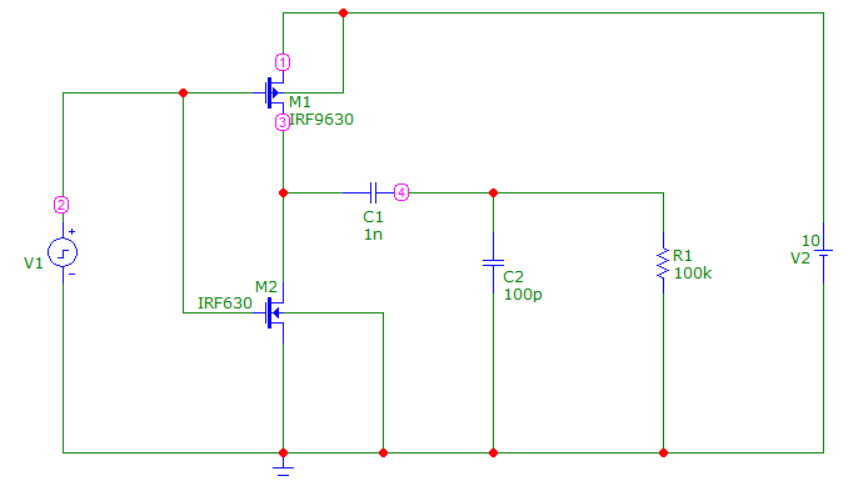 1
M1
3
IRF9630
2
4
C1
1n
V1
+
-
M2
IRF630
C2
100p
R1
100k
10
V2